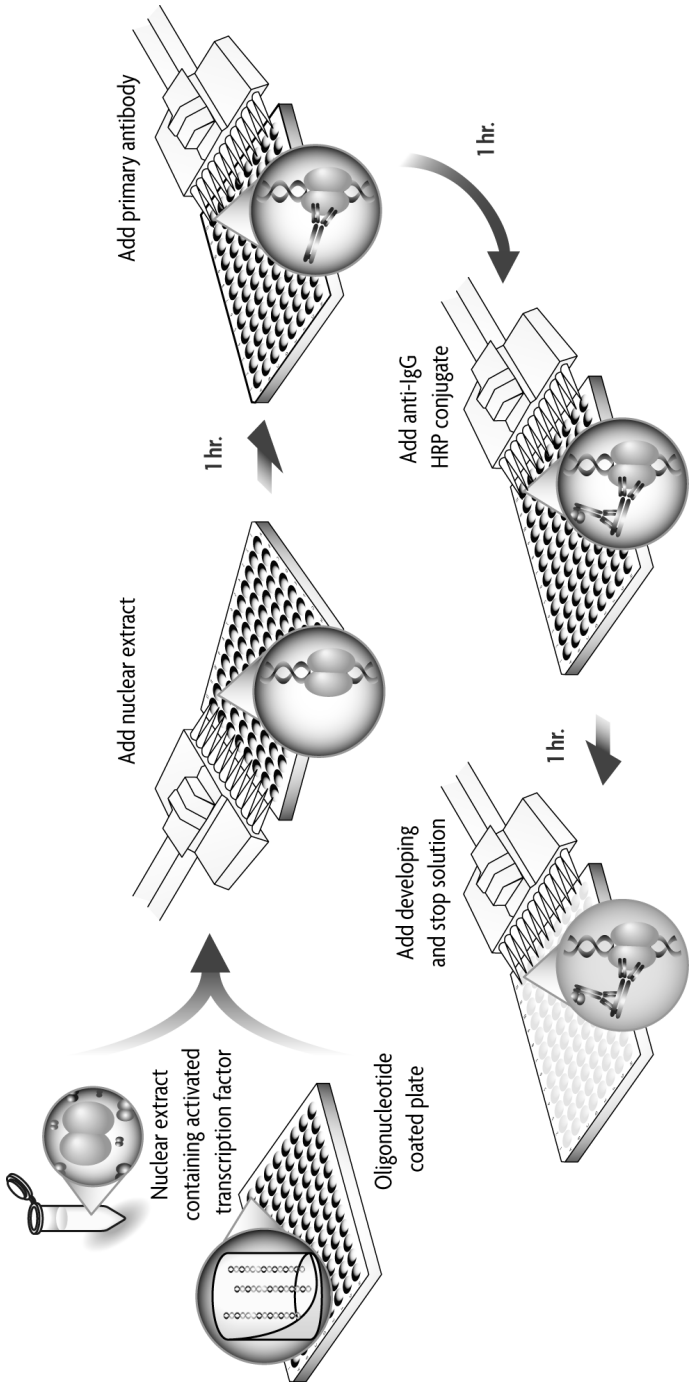 Nuclear extract
containing activated
transcription factor
Oligonucleotide
coated plate
Add nuclear extract
1 hr.
Add primary antibody
1 hr.
Add anti-IgG
HRP conjugate
1 hr.
Add developing
and stop solution